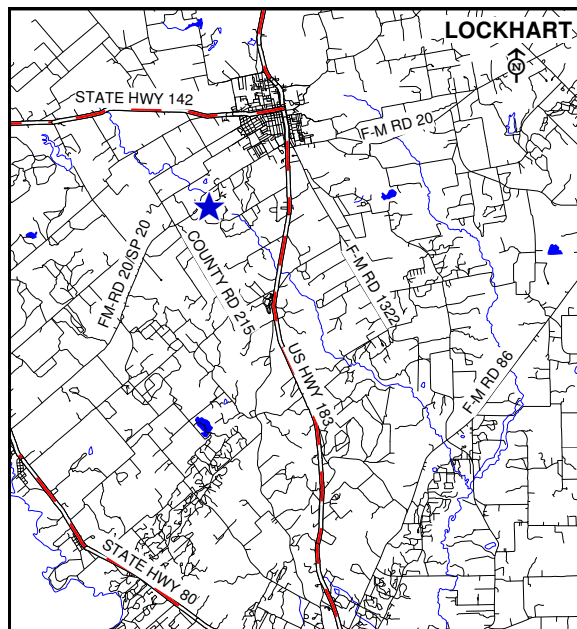 LOCKHART
N
STATE HWY 142
F-M RD 20
FM-RD 20/SP 20
COUNTY RD 215
F-M RD 1322
US HWY 183
F-M RD 86
STATE HWY 80